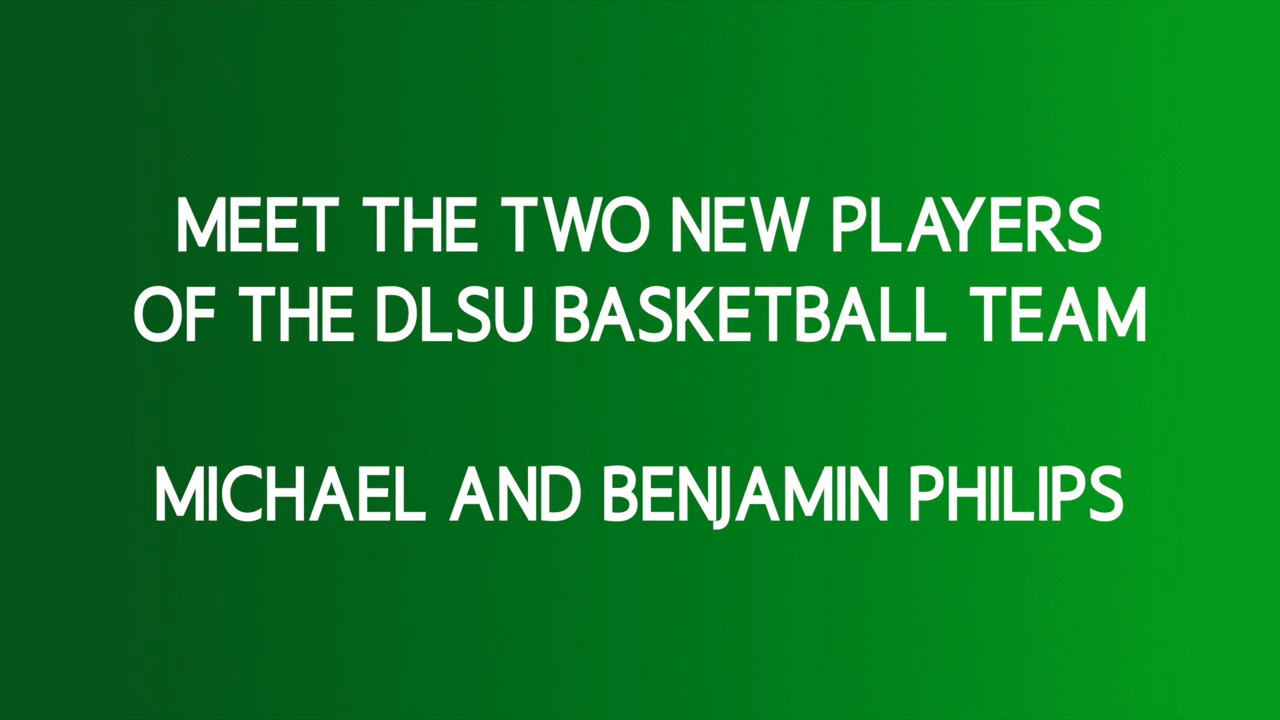 MEET THE TWO NEW PLAYERS
OF THE DLSU BASKETBALL TEAM
MICHAEL AND BENJAMIN PHILIPS